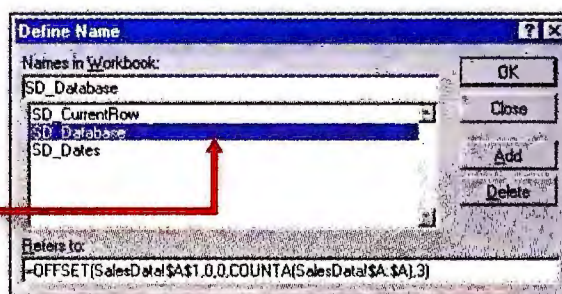 Define Name
Names in Workbook:
SD_Database
SD_CurrentRow
SD_Database
SD_Dates
OK
Close
Add
Delete
Refers to:
=OFFSET(SalesData!$A$1,0,0,COUNTA(SalesData!$A:$A),3)